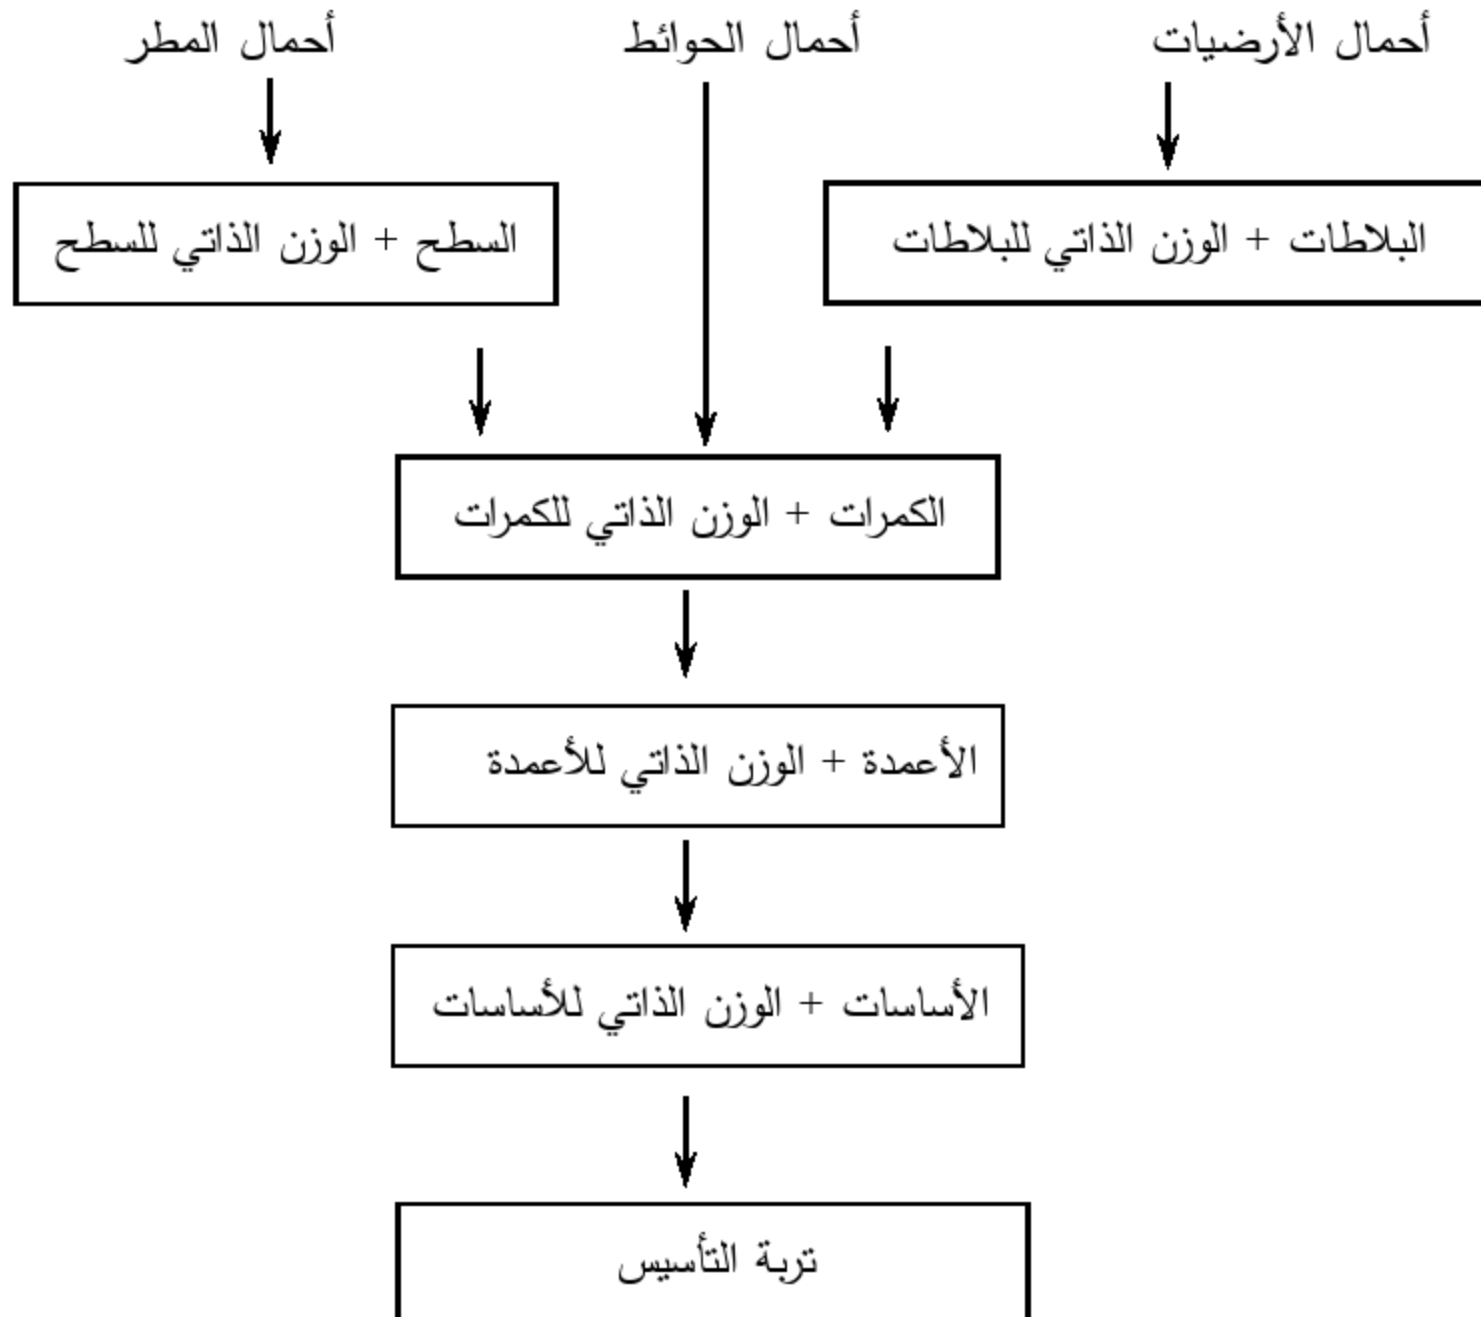 أحمال الأرضيات
أحمال الحوائط
أحمال المطر
البلاطات + الوزن الذاتي للبلاطات
السطح + الوزن الذاتي للسطح
الكمرات + الوزن الذاتي للكمرات
الأعمدة + الوزن الذاتي للأعمدة
الأساسات + الوزن الذاتي للأساسات
تربة التأسيس